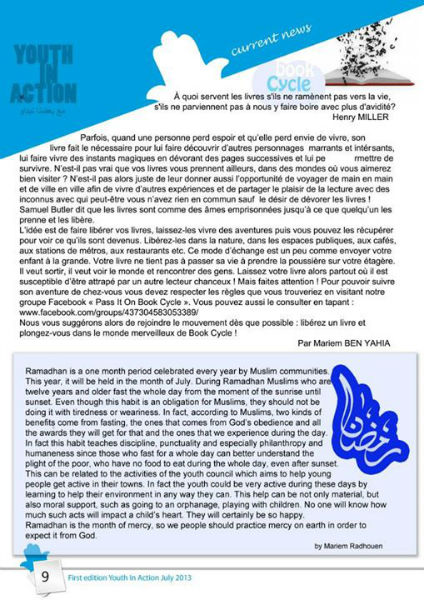 current news
YOUTH
IN
ACTION
book
Cycle
À quoi servent les livres s'ils ne ramènent pas vers la vie,
s'ils ne parviennent pas à nous y faire boire avec plus d'avidité?
Henry MILLER
Parfois, quand une personne perd espoir et qu'elle perd envie de vivre, son
livre fait le nécessaire pour lui faire découvrir d'autres personnages marrants et intérsants,
lui faire vivre des instants magiques en dévorant des pages successives et lui pe rmettre de
survivre. N'est-il pas vrai que vos livres vous prennent ailleurs, dans des mondes où vous aimerez
bien visiter ? N'est-il pas alors juste de leur donner aussi l'opportunité de voyager de main en main
et de ville en ville afin de vivre d'autres expériences et de partager le plaisir de la lecture avec des
inconnus avec qui peut-être vous n'avez rien en commun sauf le désir de dévorer les livres !
Samuel Butler dit que les livres sont comme des âmes emprisonnées jusqu'à ce que quelqu'un les
prenne et les libère.
L'idée est de faire libérer vos livres, laissez-les vivre des aventures puis vous pouvez les récupérer
pour voir ce qu'ils sont devenus. Libérez-les dans la nature, dans les espaces publiques, aux cafés,
aux stations de métros, aux restaurants etc. Ce mode d'échange est un peu comme envoyer votre
enfant à la grande. Votre livre ne tient pas à passer sa vie à prendre la poussière sur votre étagère.
Il veut sortir, il veut voir le monde et rencontrer des gens. Laissez votre livre alors partout où il est
susceptible d'être attrapé par un autre lecteur chanceux ! Mais faites attention ! Pour pouvoir suivre
son aventure de chez-vous vous devez respecter les règles que vous trouveriez en visitant notre
groupe Facebook « Pass It On Book Cycle ». Vous pouvez aussi le consulter en tapant :
www.facebook.com/groups/437304583053389/
Nous vous suggérons alors de rejoindre le mouvement dès que possible : libérez un livre et
plongez-vous dans le monde merveilleux de Book Cycle !
Par Mariem BEN YAHIA
Ramadhan is a one month period celebrated every year by Muslim communities.
This year, it will be held in the month of July. During Ramadhan Muslims who are
twelve years and older fast the whole day from the moment of the sunrise until
sunset. Even though this habit is an obligation for Muslims, they should not be
doing it with tiredness or weariness. In fact, according to Muslims, two kinds of
benefits come from fasting, the ones that comes from God's obedience and all
the awards they will get for that and the ones that we experience during the day.
In fact this habit teaches discipline, punctuality and especially philanthropy and
humaneness since those who fast for a whole day can better understand the
plight of the poor, who have no food to eat during the whole day, even after sunset.
This can be related to the activities of the youth council which aims to help young
people get active in their towns. In fact the youth could be very active during these days by
learning to help their environment in any way they can. This help can be not only material, but
also moral support, such as going to an orphanage, playing with children. No one will know how
much such acts will impact a child's heart. They will certainly be so happy.
Ramadhan is the month of mercy, so we people should practice mercy on earth in order to
expect it from God.
رمضان
by Mariem Radhouen
9
First edition Youth In Action July 2013